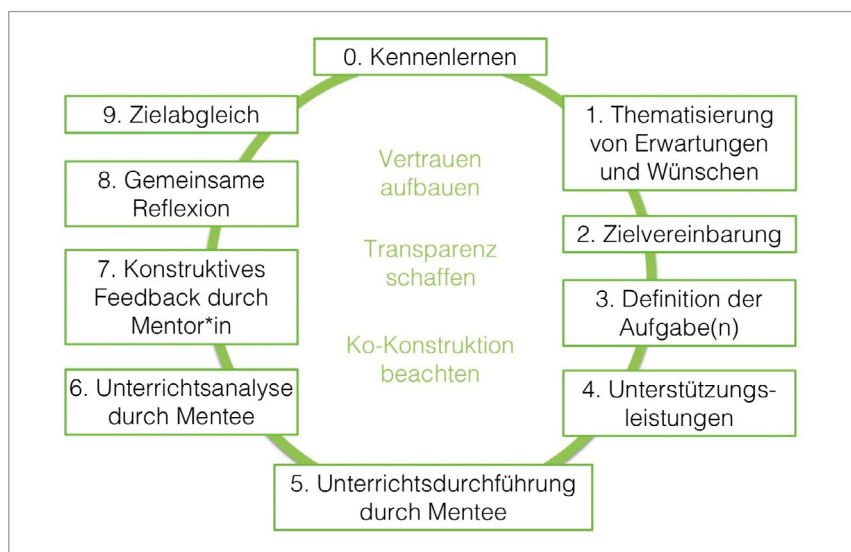 0. Kennenlernen
1. Thematisierung
von Erwartungen
und Wünschen
2. Zielvereinbarung
3. Definition der
Aufgabe(n)
4. Unterstützungs-
leistungen
5. Unterrichtsdurchführung
durch Mentee
6. Unterrichtsanalyse
durch Mentee
7. Konstruktives
Feedback durch
Mentor*in
8. Gemeinsame
Reflexion
9. Zielabgleich
Vertrauen
aufbauen
Transparenz
schaffen
Ko-Konstruktion
beachten